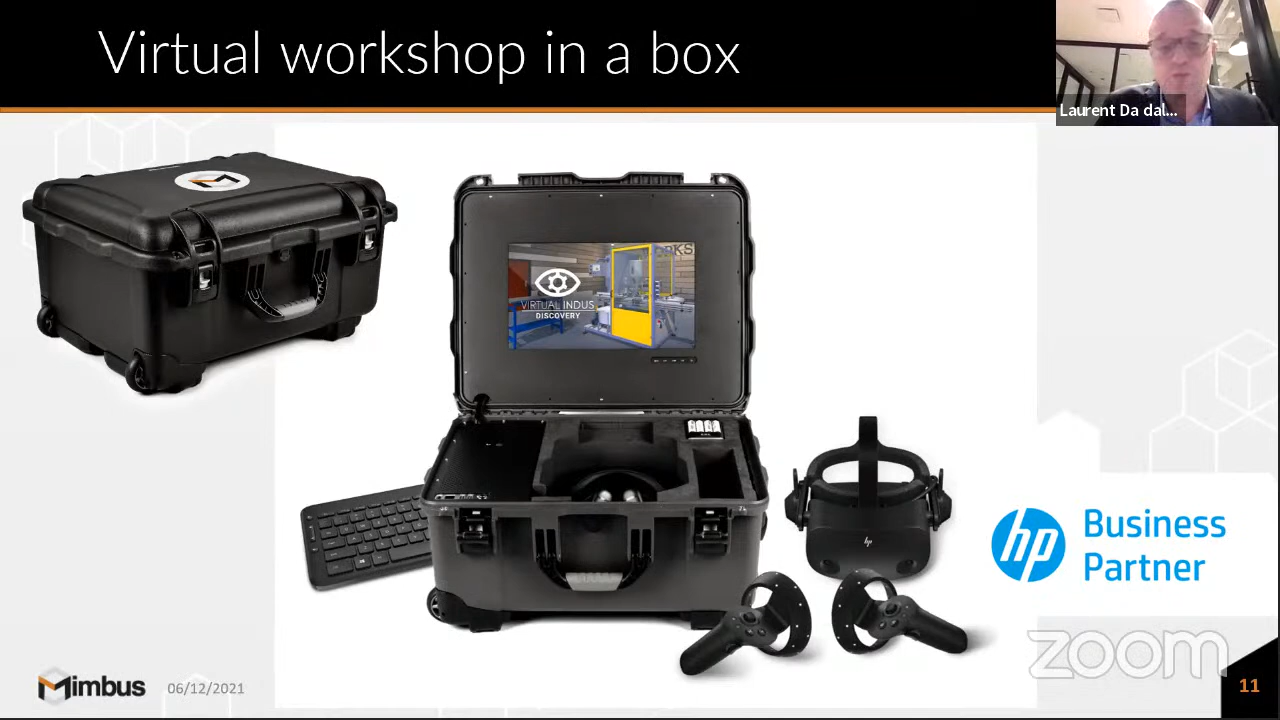 Virtual workshop in a box
Laurent Da dal...
VIRTUAL INDUS
DISCOVERY
hp
hp
Business
Partner
zoom
Mimbus
06/12/2021
11